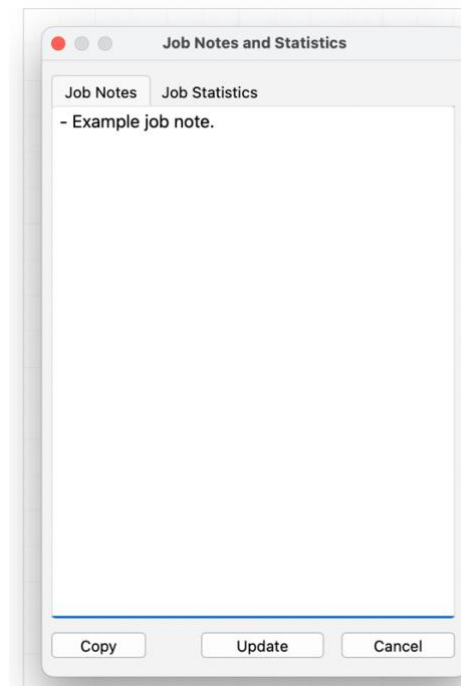 Job Notes and Statistics
Job Notes Job Statistics
- Example job note.
Copy Update Cancel